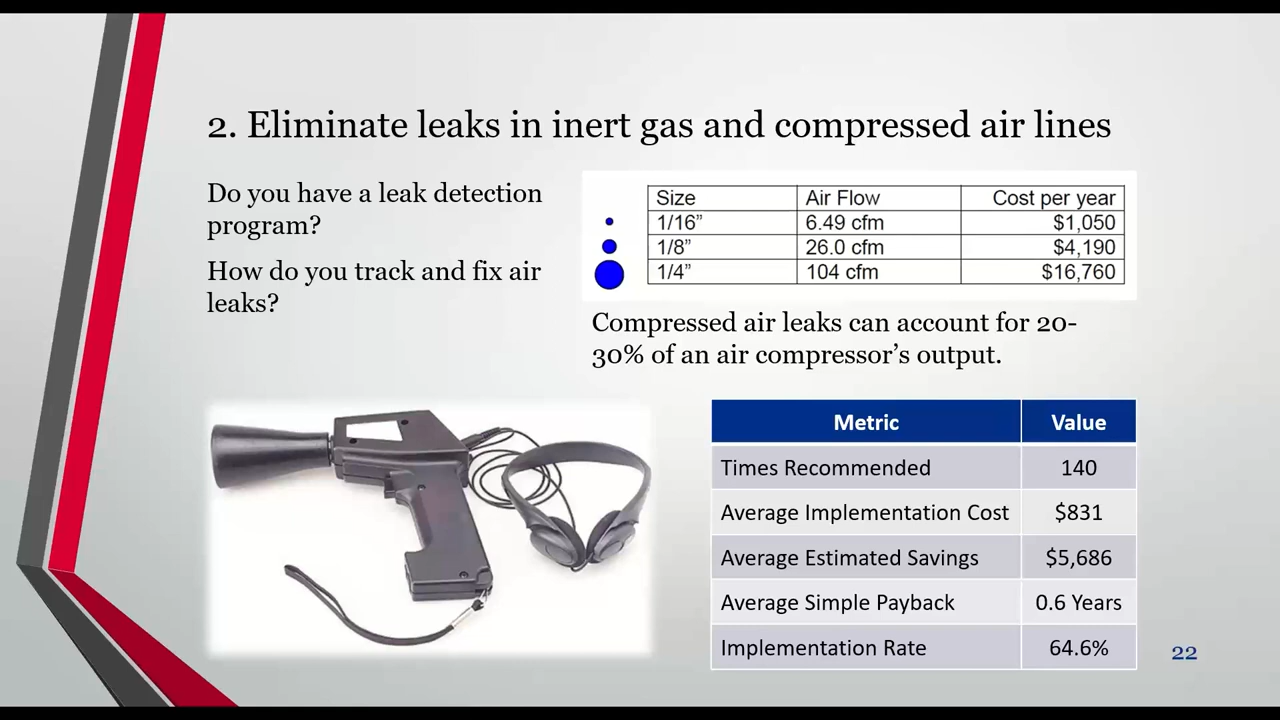 2. Eliminate leaks in inert gas and compressed air lines
Do you have a leak detection
program?
How do you track and fix air
leaks?
Size Air Flow Cost per year
1/16” 6.49 cfm $1,050
1/8” 26.0 cfm $4,190
1/4” 104 cfm $16,760
Compressed air leaks can account for 20-
30% of an air compressor’s output.
Metric Value
Times Recommended 140
Average Implementation Cost $831
Average Estimated Savings $5,686
Average Simple Payback 0.6 Years
Implementation Rate 64.6%
22